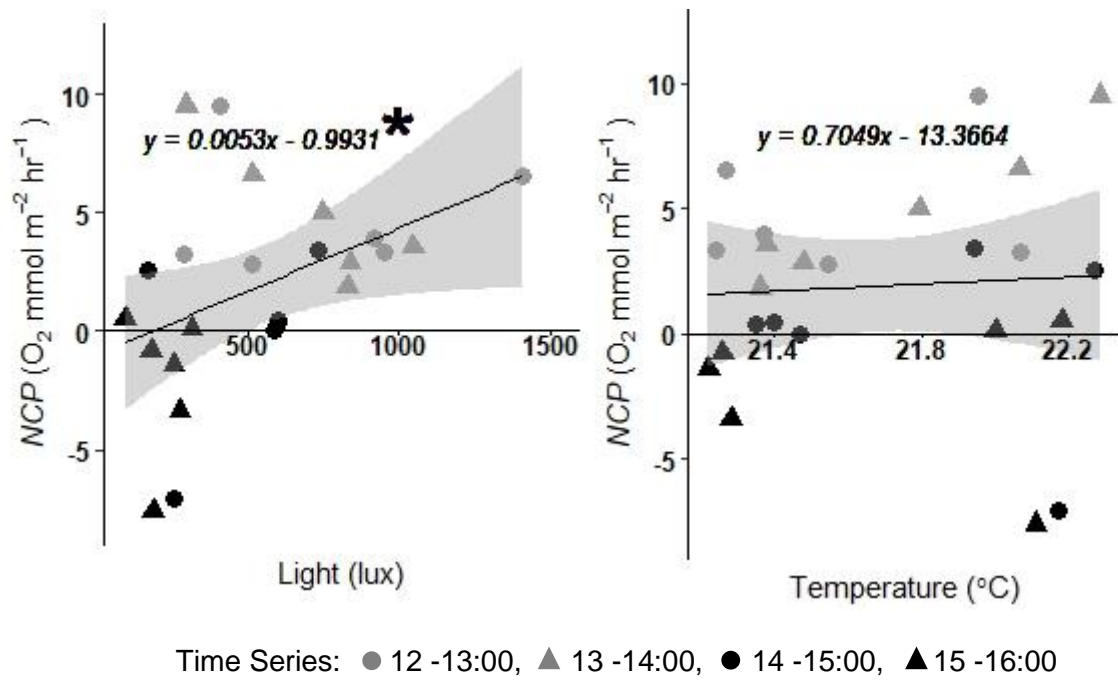 10
5
0
-5
y = 0.0053x - 0.9931 *
500
1000
1500
NCP (O₂ mmol m⁻² hr⁻¹)
Light (lux)
10
5
0
-5
y = 0.7049x - 13.3664
21.4
21.8
22.2
NCP (O₂ mmol m⁻² hr⁻¹)
Temperature (°C)
Time Series: ● 12 -13:00, ▲ 13 -14:00, ● 14 -15:00, ▲ 15 -16:00